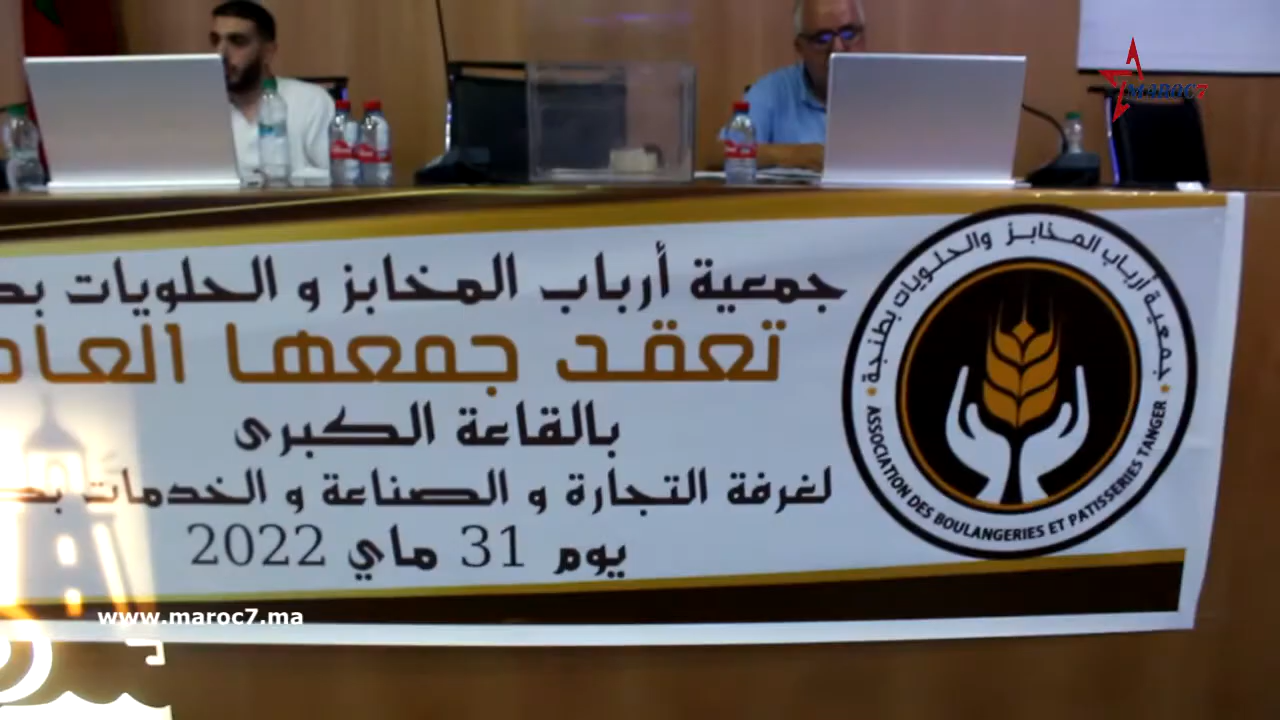 MAROC7
جمعية أرباب المخابز و الحلويات
تعقد جمعها
بالقاعة الكبرى
لغرفة التجارة و الصناعة و الخدمات
يوم 31 ماي 2022
جمعية أرباب المخابز والحلويات بطنجة
ASSOCIATION DES BOULANGERIES ET PATISSERIES TANGER
www.maroc7.ma